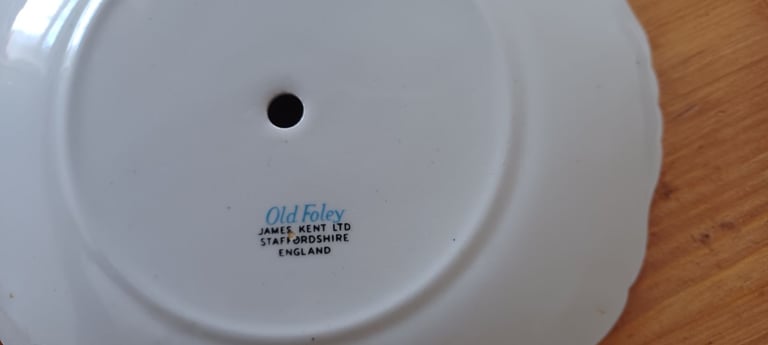 Old Foley
JAMES KENT LTD
STAFFORDSHIRE
ENGLAND